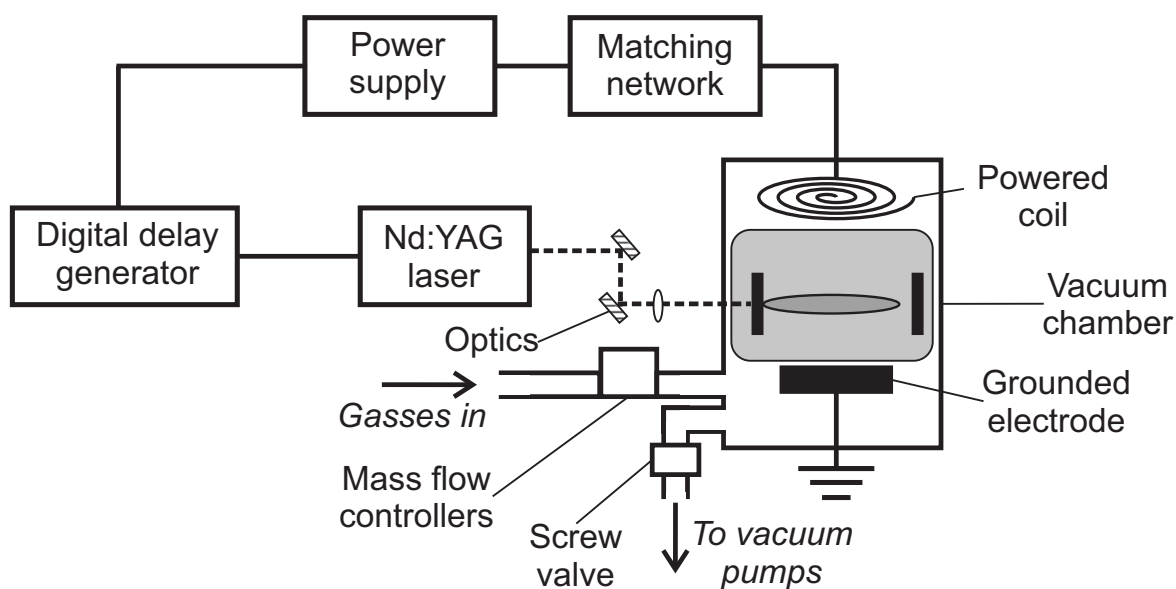 Power
supply
Matching
network
Powered
coil
Digital delay
generator
Nd:YAG
laser
Optics
Vacuum
chamber
Gasses in
Grounded
electrode
Mass flow
controllers
Screw
valve
To vacuum
pumps